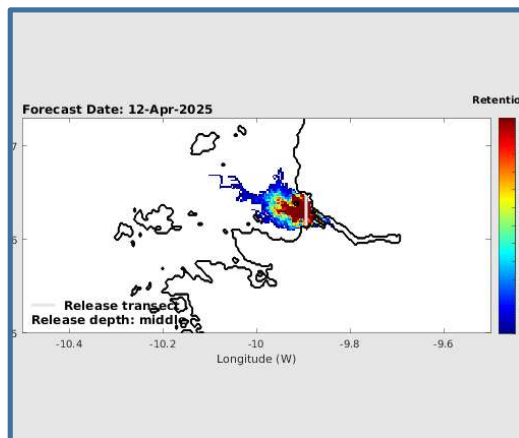 Forecast Date: 12-Apr-2025
Retentio
7
6
5
Release transect
Release depth: middle
-10.4
-10.2
-10
-9.8
-9.6
Longitude (W)